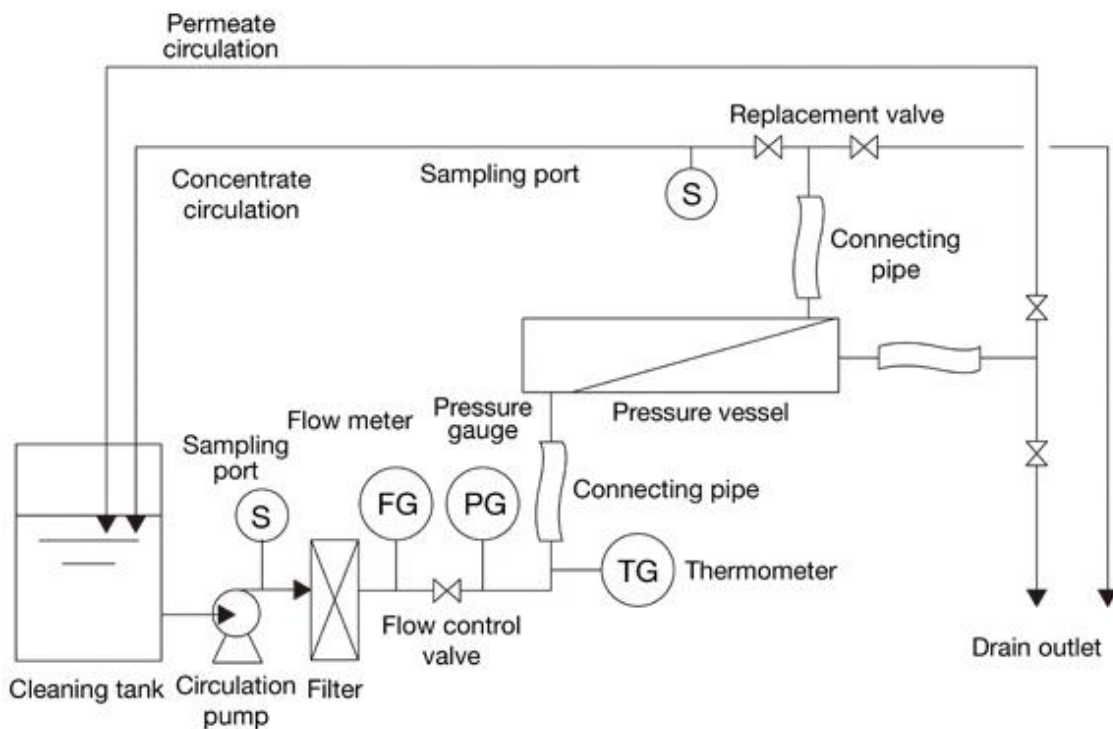 Permeate
circulation
Replacement valve
Concentrate
circulation
Sampling port
S
Connecting
pipe
Pressure vessel
Pressure
gauge
Flow meter
Sampling
port
S
FG
PG
Connecting pipe
TG
Thermometer
Flow control
valve
Drain outlet
Cleaning tank
Circulation
pump
Filter